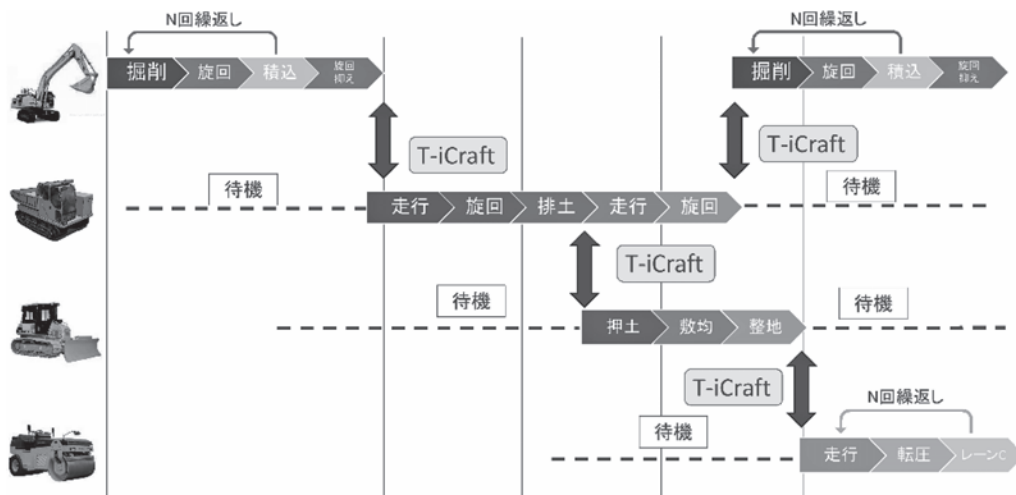 N回繰返し
N回繰返し
掘削 旋回 積込 旋回抑え
掘削 旋回 積込 旋回抑え
T-iCraft
T-iCraft
待機
待機
走行 旋回 排土 走行 旋回
T-iCraft
待機
待機
押土 敷均 整地
T-iCraft
N回繰返し
待機
走行 転圧 レーンC